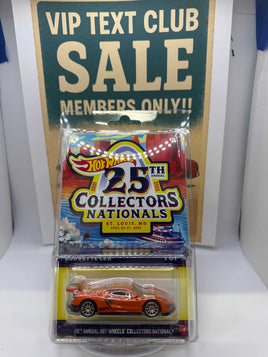 VIP TEXT CLUB
SALE
MEMBERS ONLY!!
Hot Wheels
25TH
ANNUAL
COLLECTORS
NATIONALS
ST. LOUIS, MO
25TH ANNUAL HOT WHEELS COLLECTORS NATIONALS